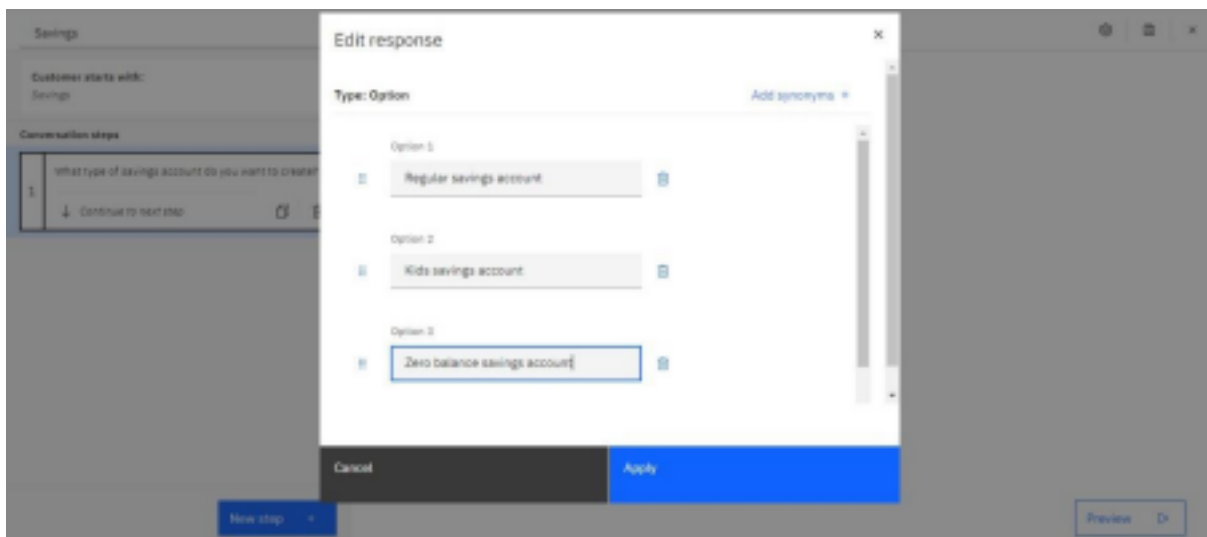 Savings
Customer starts with:
Savings
Conversation steps
1
What type of savings account do you want to create?
Continue to next step
Edit response
Type: Option
Add synonyms +
Option 1
Regular savings account
Option 2
Kids savings account
Option 3
Zero balance savings account
Cancel
Apply
New step +
Preview